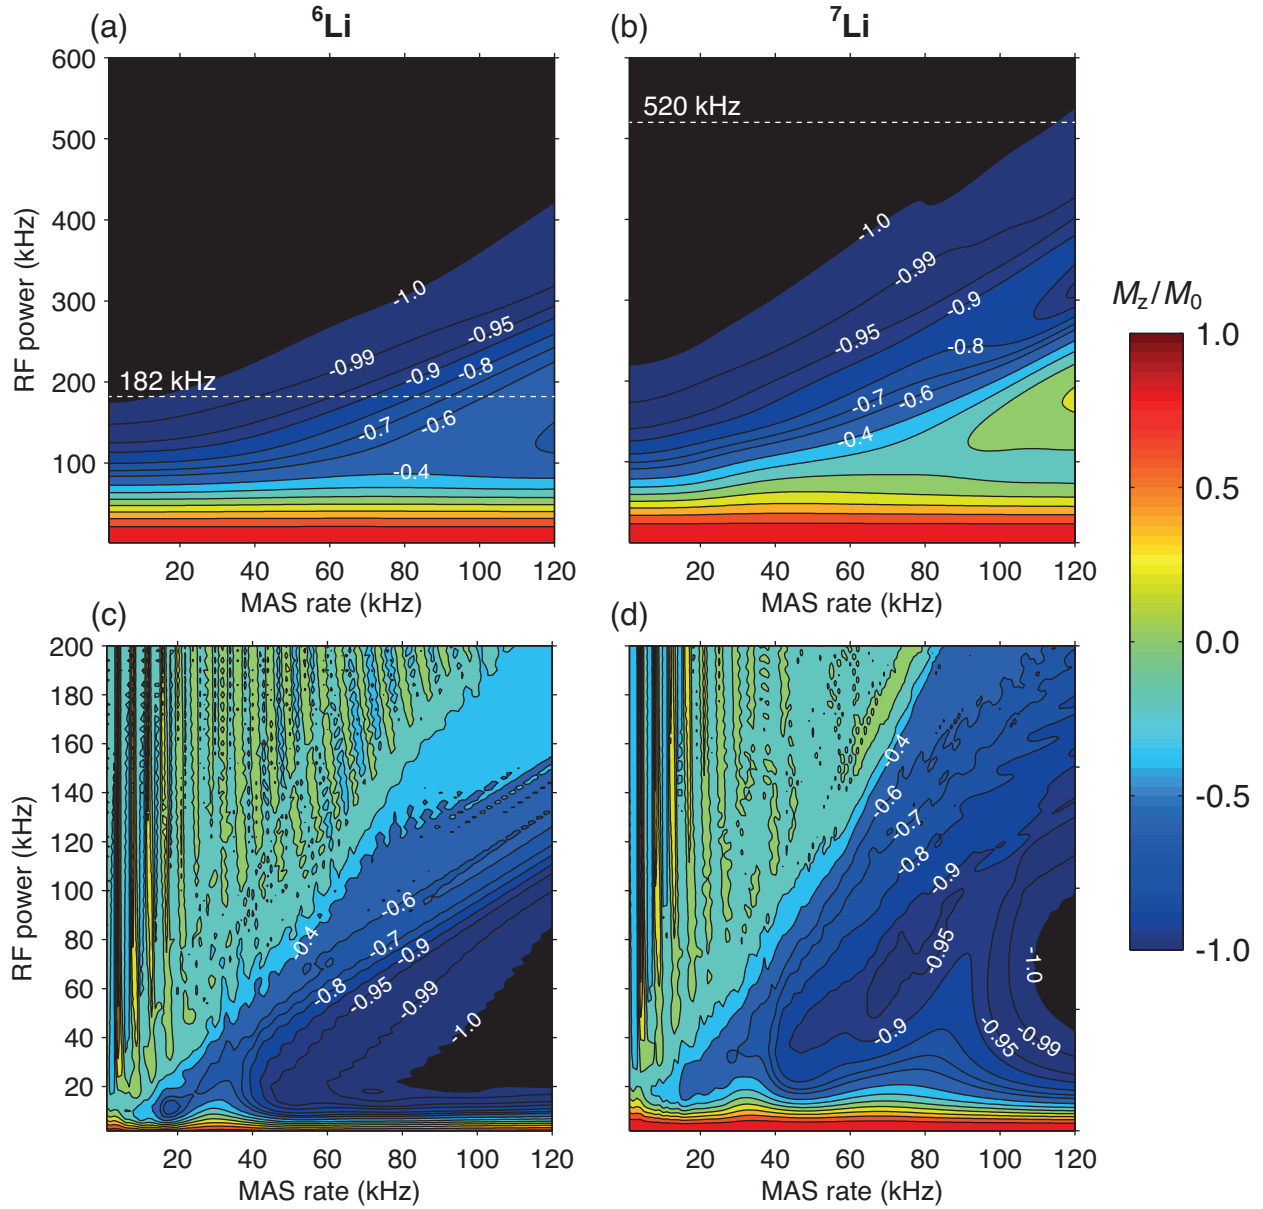 (a)
⁶Li
(b)
⁷Li
600
500
400
300
200
100
RF power (kHz)
182 kHz
-1.0
-0.99
-0.95
-0.9
-0.8
-0.7
-0.6
-0.4
20 40 60 80 100 120
MAS rate (kHz)
520 kHz
-1.0
-0.99
-0.9
-0.95
-0.8
-0.7
-0.6
-0.4
20 40 60 80 100 120
MAS rate (kHz)
Mz/M0
1.0
0.5
0.0
-0.5
-1.0
(c)
(d)
200
180
160
140
120
100
80
60
40
20
RF power (kHz)
-0.4
-0.6
-0.7
-0.9
-0.8
-0.95
-0.99
-1.0
20 40 60 80 100 120
MAS rate (kHz)
-0.4
-0.6
-0.7
-0.8
-0.9
-0.95
-1.0
-0.9
-0.95
-0.99
20 40 60 80 100 120
MAS rate (kHz)